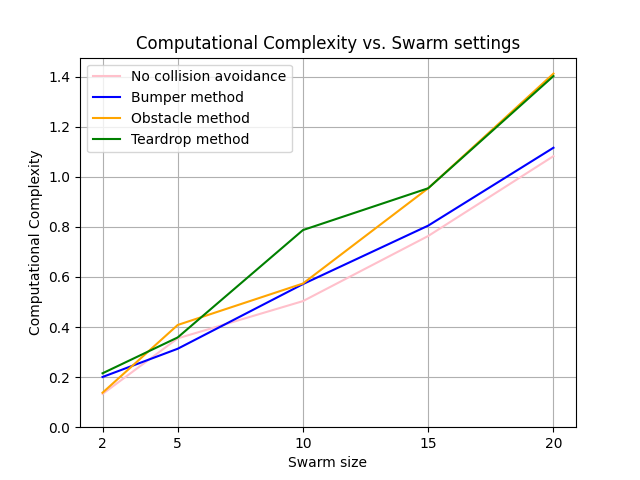 Computational Complexity vs. Swarm settings
No collision avoidance
Bumper method
Obstacle method
Teardrop method
Computational Complexity
1.4
1.2
1.0
0.8
0.6
0.4
0.2
0.0
2 5 10 15 20
Swarm size